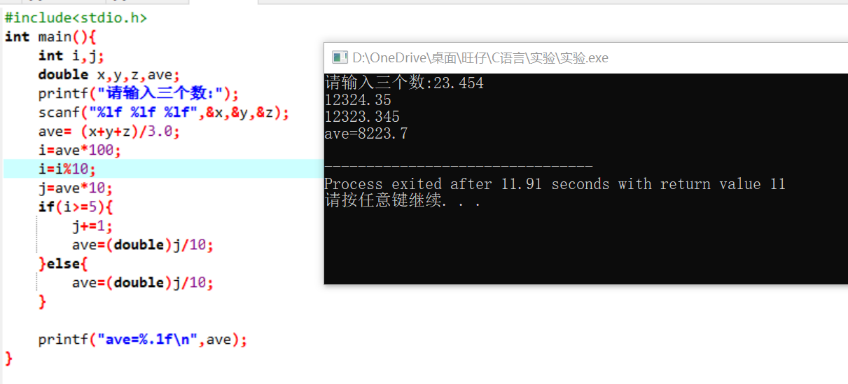 #include<stdio.h>
int main(){
int i,j;
double x,y,z,ave;
printf("请输入三个数:");
scanf("%lf %lf %lf",&x,&y,&z);
ave= (x+y+z)/3.0;
i=ave*100;
i=i%10;
j=ave*10;
if(i>=5){
j+=1;
ave=(double)j/10;
}else{
ave=(double)j/10;
}
printf("ave=%.1f\n",ave);
}
D:\OneDrive\桌面\旺仔\C语言\实验\实验.exe
请输入三个数:23.454
12324.35
12323.345
ave=8223.7
--------------------------------
Process exited after 11.91 seconds with return value 11
请按任意键继续. . .